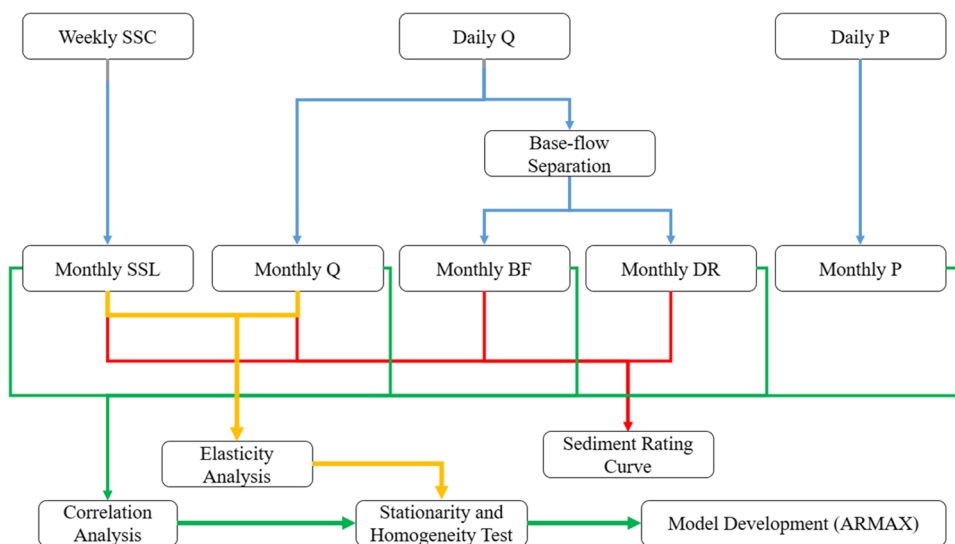 Weekly SSC
Daily Q
Daily P
Base-flow
Separation
Monthly SSL
Monthly Q
Monthly BF
Monthly DR
Monthly P
Elasticity
Analysis
Sediment Rating
Curve
Correlation
Analysis
Stationarity and
Homogeneity Test
Model Development (ARMAX)